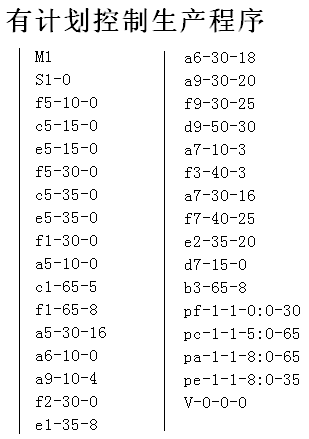 有计划控制生产程序
M1
S1-0
f5-10-0
c5-15-0
e5-15-0
f5-30-0
c5-35-0
e5-35-0
f1-30-0
a5-10-0
c1-65-5
f1-65-8
a5-30-16
a6-10-0
a9-10-4
f2-30-0
e1-35-8
a6-30-18
a9-30-20
f9-30-25
d9-50-30
a7-10-3
f3-40-3
a7-30-16
f7-40-25
e2-35-20
d7-15-0
b3-65-8
pf-1-1-0:0-30
pc-1-1-5:0-65
pa-1-1-8:0-65
pe-1-1-8:0-35
V-0-0-0